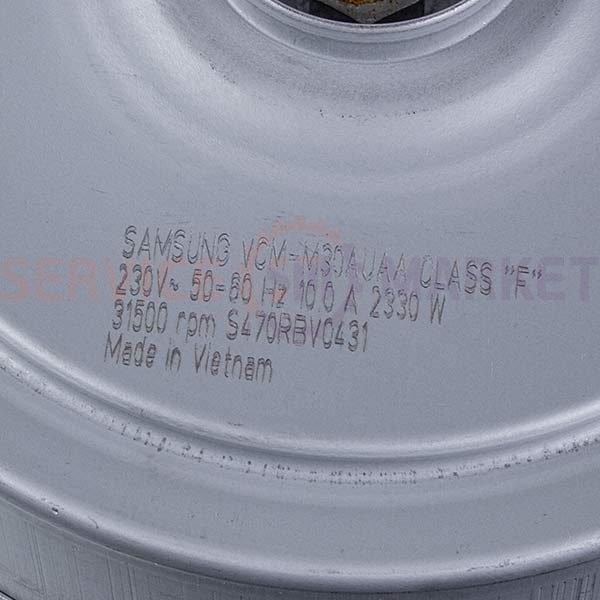 SAMSUNG VCM-M30AUAA CLASS "F"
230V~ 50-60 Hz 10.0 A 2330 W
31500 rpm S470RBV0431
Made in Vietnam